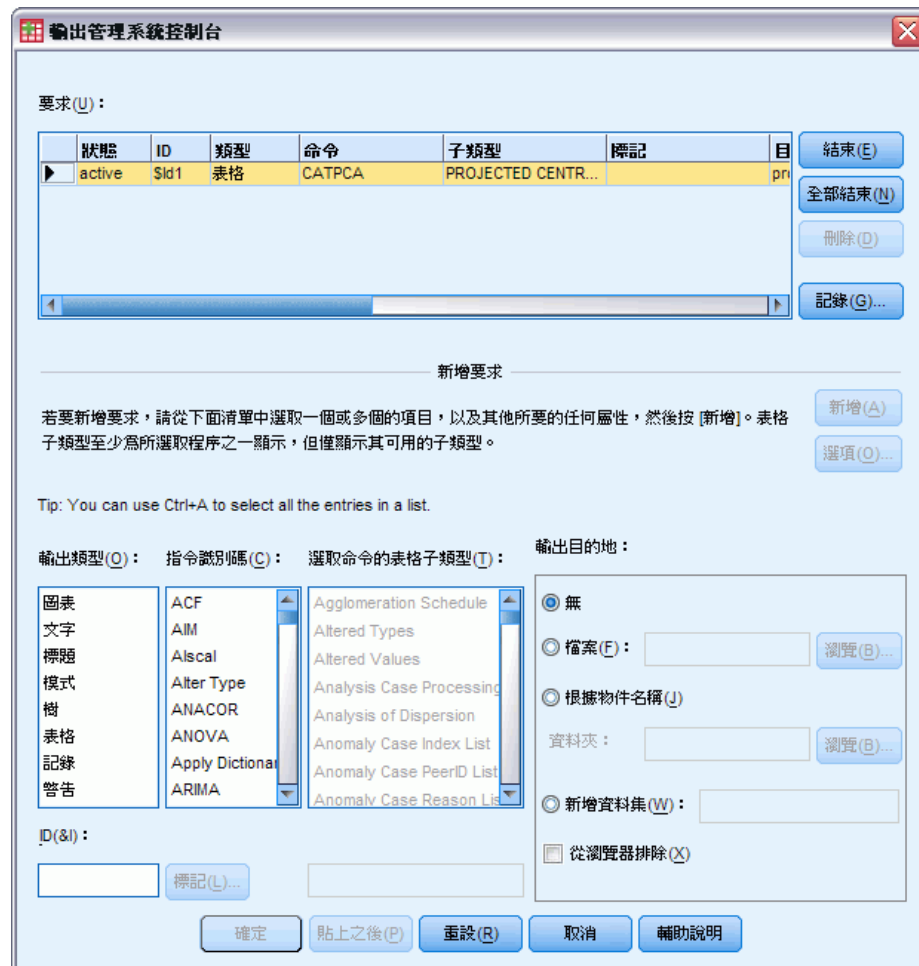 輸出管理系統控制台
要求(U)：
狀態 ID 類型 命令 子類型 標記 目
active $Id1 表格 CATPCA PROJECTED CENTR...
結束(E)
全部結束(N)
刪除(D)
記錄(G)...
新增要求
若要新增要求，請從下面清單中選取一個或多個的項目，以及其他所要的任何屬性，然後按 [新增]。表格
子類型至少為所選取程序之一顯示，但僅顯示其可用的子類型。
新增(A)
選項(O)...
Tip: You can use Ctrl+A to select all the entries in a list.
輸出類型(O)：
圖表
文字
標題
模式
樹
表格
記錄
警告
指令識別碼(C)：
ACF
AIM
Alscal
Alter Type
ANACOR
ANOVA
Apply Dictionar
ARIMA
選取命令的表格子類型(T)：
Agglomeration Schedule
Altered Types
Altered Values
Analysis Case Processing
Analysis of Dispersion
Anomaly Case Index List
Anomaly Case PeerID List
Anomaly Case Reason Lis
輸出目的地：
無
檔案(F)： 瀏覽(B)...
根據物件名稱(J)
資料夾： 瀏覽(B)...
新增資料集(W)：
從瀏覽器排除(X)
ID(&I)：
標記(L)...
確定 貼上之後(P) 重設(R) 取消 輔助說明